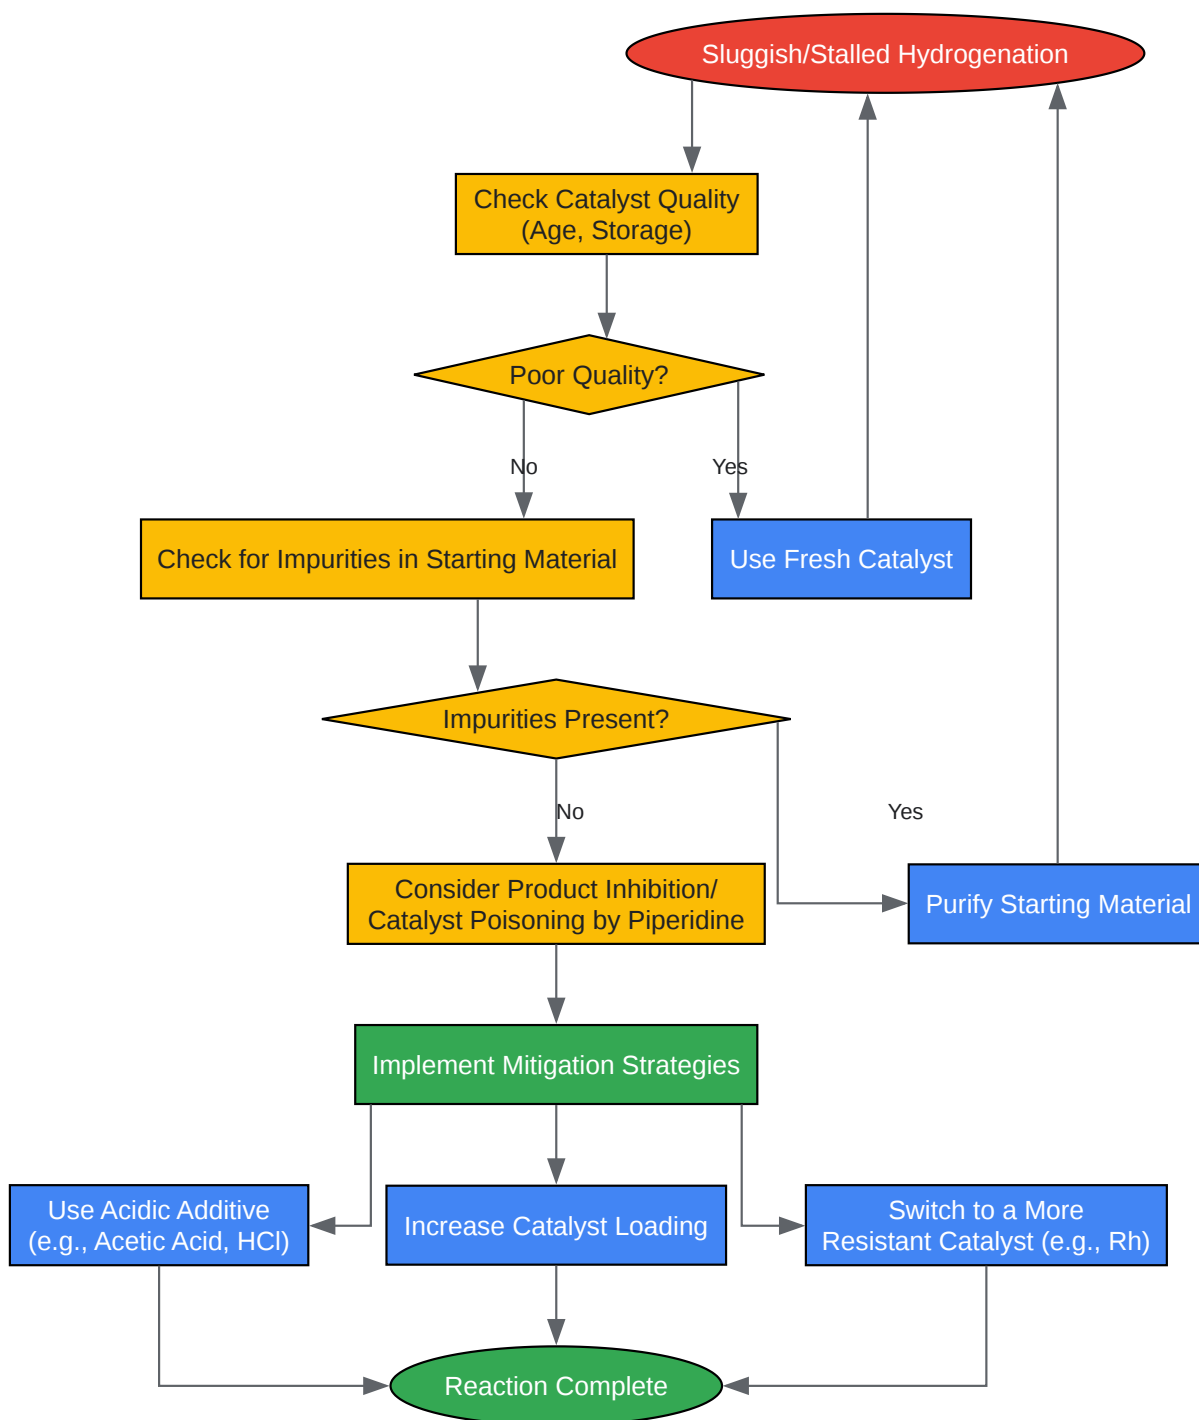 Sluggish/Stalled Hydrogenation
Check Catalyst Quality
(Age, Storage)
Poor Quality?
No
Yes
Check for Impurities in Starting Material
Use Fresh Catalyst
Impurities Present?
No
Yes
Consider Product Inhibition/
Catalyst Poisoning by Piperidine
Purify Starting Material
Implement Mitigation Strategies
Use Acidic Additive
(e.g., Acetic Acid, HCl)
Increase Catalyst Loading
Switch to a More
Resistant Catalyst (e.g., Rh)
Reaction Complete